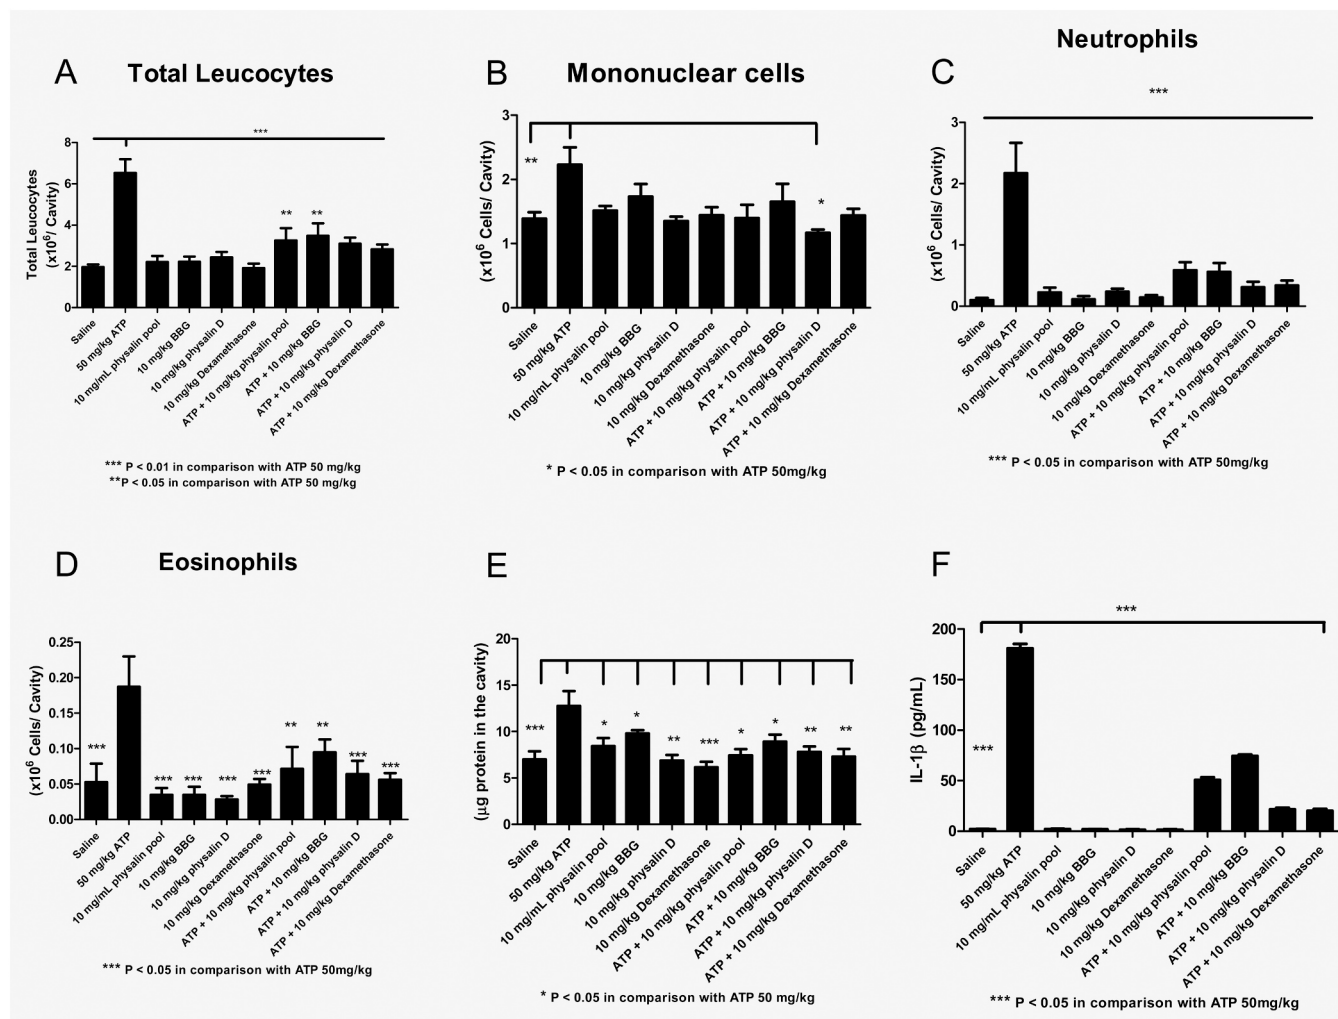 A
Total Leucocytes
***
Total Leucocytes
(x10⁶/ Cavity)
8
6
4
2
0
** **
Saline
50 mg/kg ATP
10 mg/mL physalin pool
10 mg/kg BBG
10 mg/kg physalin D
10 mg/kg Dexamethasone
ATP + 10 mg/kg physalin pool
ATP + 10 mg/kg BBG
ATP + 10 mg/kg physalin D
ATP + 10 mg/kg Dexamethasone
*** P < 0.01 in comparison with ATP 50 mg/kg
**P < 0.05 in comparison with ATP 50 mg/kg
B
Mononuclear cells
(x10⁶ Cells/ Cavity)
3
2
1
0
** *
Saline
50 mg/kg ATP
10 mg/mL physalin pool
10 mg/kg BBG
10 mg/kg physalin D
10 mg/kg Dexamethasone
ATP + 10 mg/kg physalin pool
ATP + 10 mg/kg BBG
ATP + 10 mg/kg physalin D
ATP + 10 mg/kg Dexamethasone
* P < 0.05 in comparison with ATP 50mg/kg
C
Neutrophils
***
(x10⁶ Cells/ Cavity)
3
2
1
0
Saline
50 mg/kg ATP
10 mg/mL physalin pool
10 mg/kg BBG
10 mg/kg physalin D
10 mg/kg Dexamethasone
ATP + 10 mg/kg physalin pool
ATP + 10 mg/kg BBG
ATP + 10 mg/kg physalin D
ATP + 10 mg/kg Dexamethasone
*** P < 0.05 in comparison with ATP 50mg/kg
D
Eosinophils
(x10⁶ Cells/ Cavity)
0.25
0.20
0.15
0.10
0.05
0.00
*** *** *** *** *** ** ** *** ***
Saline
50 mg/kg ATP
10 mg/mL physalin pool
10 mg/kg BBG
10 mg/kg physalin D
10 mg/kg Dexamethasone
ATP + 10 mg/kg physalin pool
ATP + 10 mg/kg BBG
ATP + 10 mg/kg physalin D
ATP + 10 mg/kg Dexamethasone
*** P < 0.05 in comparison with ATP 50mg/kg
E
(µg protein in the cavity)
20
15
10
5
0
*** * * ** *** * * ** **
Saline
50 mg/kg ATP
10 mg/mL physalin pool
10 mg/kg BBG
10 mg/kg physalin D
10 mg/kg Dexamethasone
ATP + 10 mg/kg physalin pool
ATP + 10 mg/kg BBG
ATP + 10 mg/kg physalin D
ATP + 10 mg/kg Dexamethasone
* P < 0.05 in comparison with ATP 50 mg/kg
F
***
IL-1β (pg/mL)
200
150
100
50
0
***
Saline
50 mg/kg ATP
10 mg/mL physalin pool
10 mg/kg BBG
10 mg/kg physalin D
10 mg/kg Dexamethasone
ATP + 10 mg/kg physalin pool
ATP + 10 mg/kg BBG
ATP + 10 mg/kg physalin D
ATP + 10 mg/kg Dexamethasone
*** P < 0.05 in comparison with ATP 50mg/kg